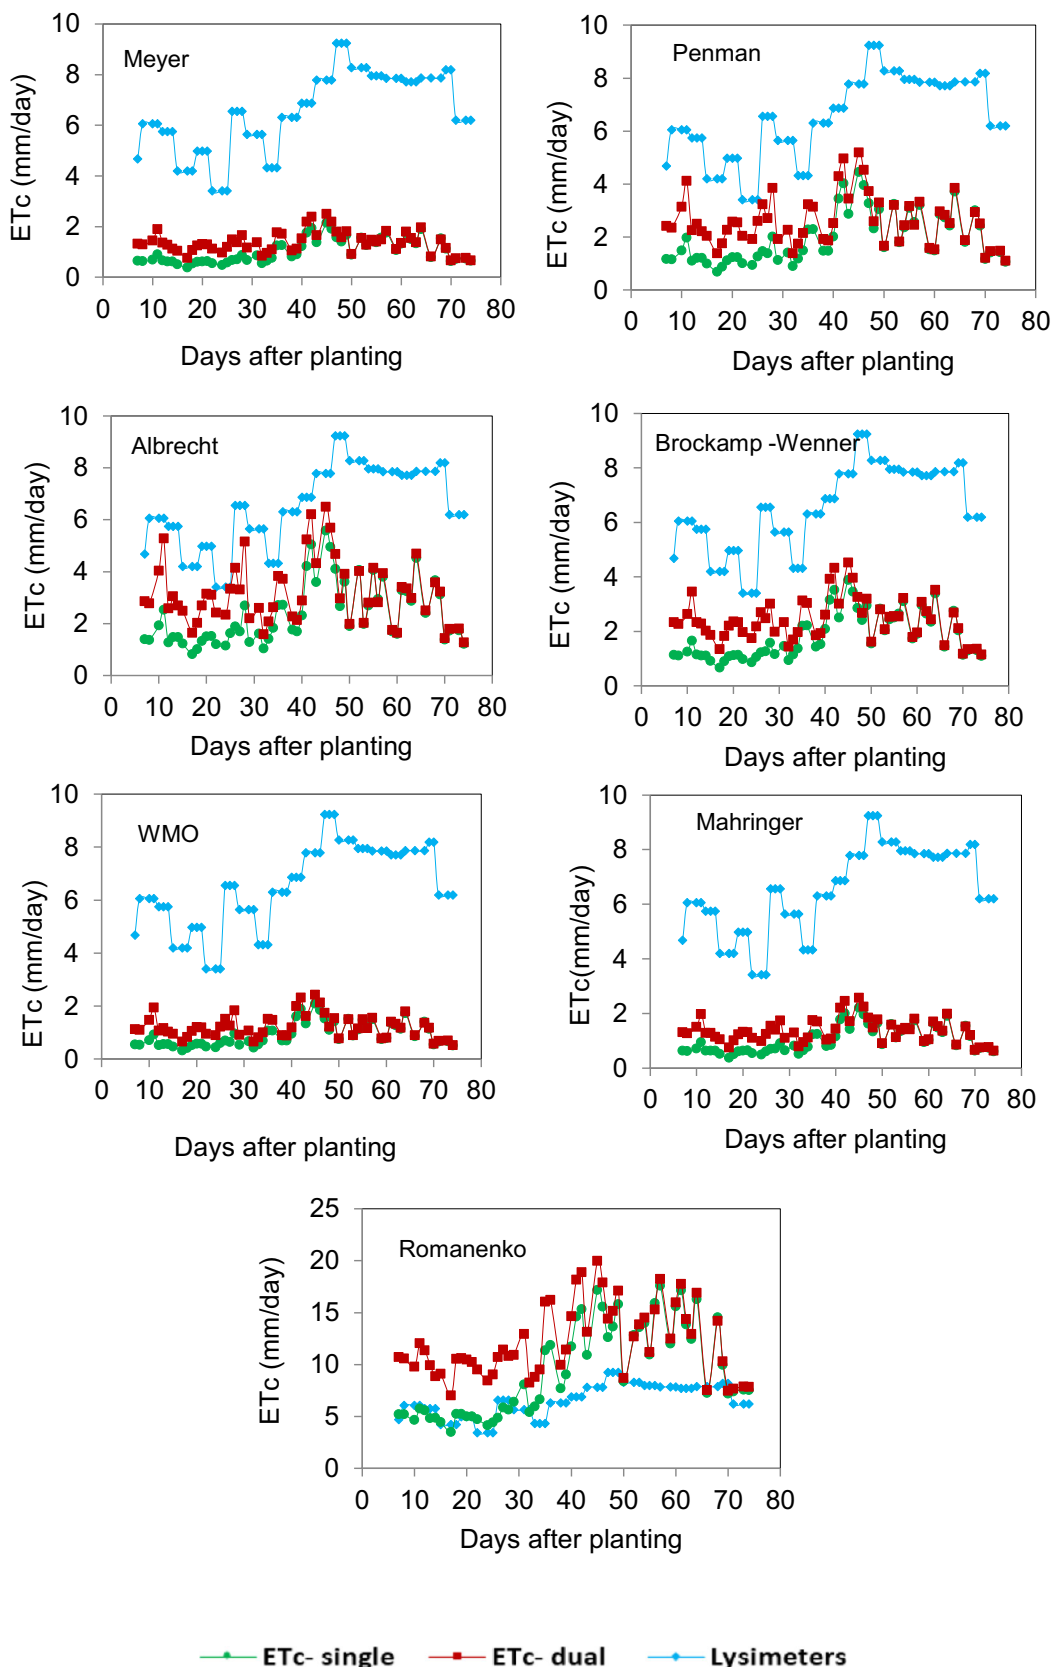 Meyer
ETc (mm/day)
10
8
6
4
2
0
0 10 20 30 40 50 60 70 80
Days after planting
Penman
ETc (mm/day)
10
8
6
4
2
0
0 10 20 30 40 50 60 70 80
Days after planting
Albrecht
ETc (mm/day)
10
8
6
4
2
0
0 10 20 30 40 50 60 70 80
Days after planting
Brockamp -Wenner
ETc (mm/day)
10
8
6
4
2
0
0 10 20 30 40 50 60 70 80
Days after planting
WMO
ETc (mm/day)
10
8
6
4
2
0
0 10 20 30 40 50 60 70 80
Days after planting
Mahringer
ETc(mm/day)
10
8
6
4
2
0
0 10 20 30 40 50 60 70 80
Days after planting
Romanenko
ETc (mm/day)
25
20
15
10
5
0
0 10 20 30 40 50 60 70 80
Days after planting
ETc- single ETc- dual Lysimeters